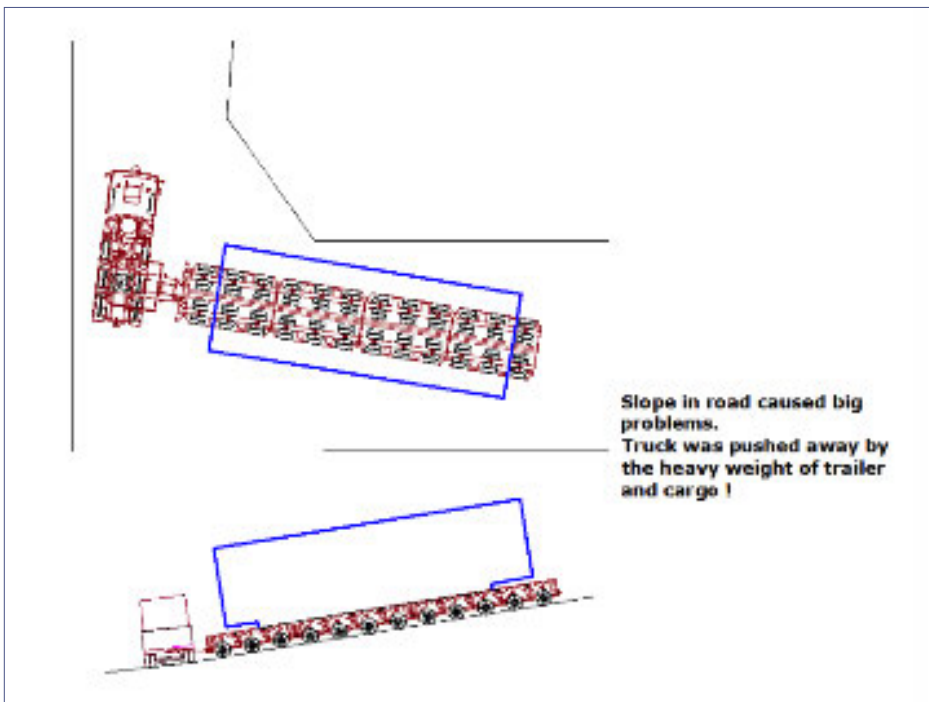 Slope in road caused big
problems.
Truck was pushed away by
the heavy weight of trailer
and cargo !